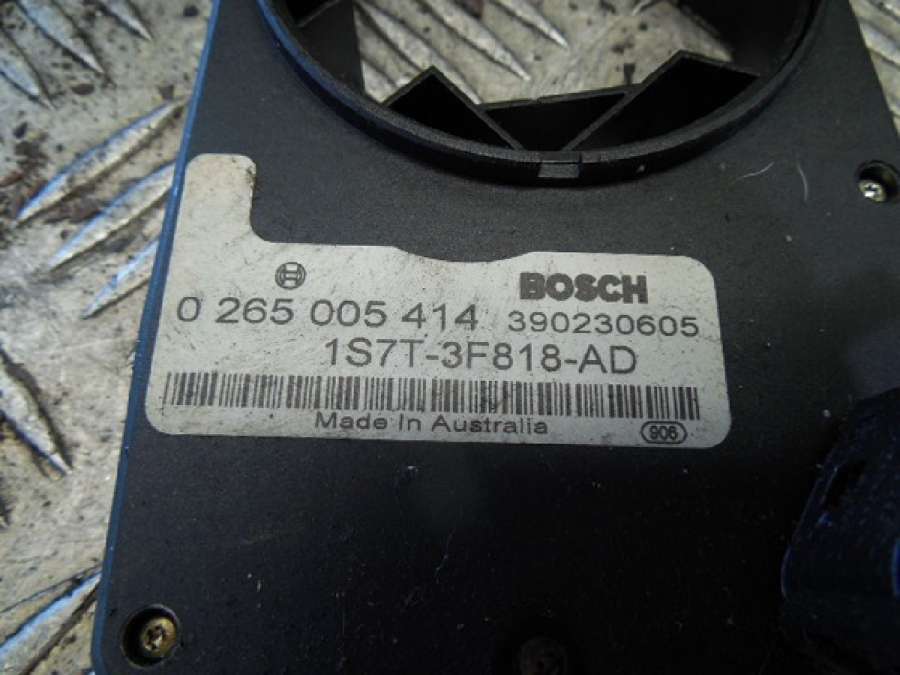 BOSCH
0 265 005 414 390230605
1S7T-3F818-AD
Made In Australia
906